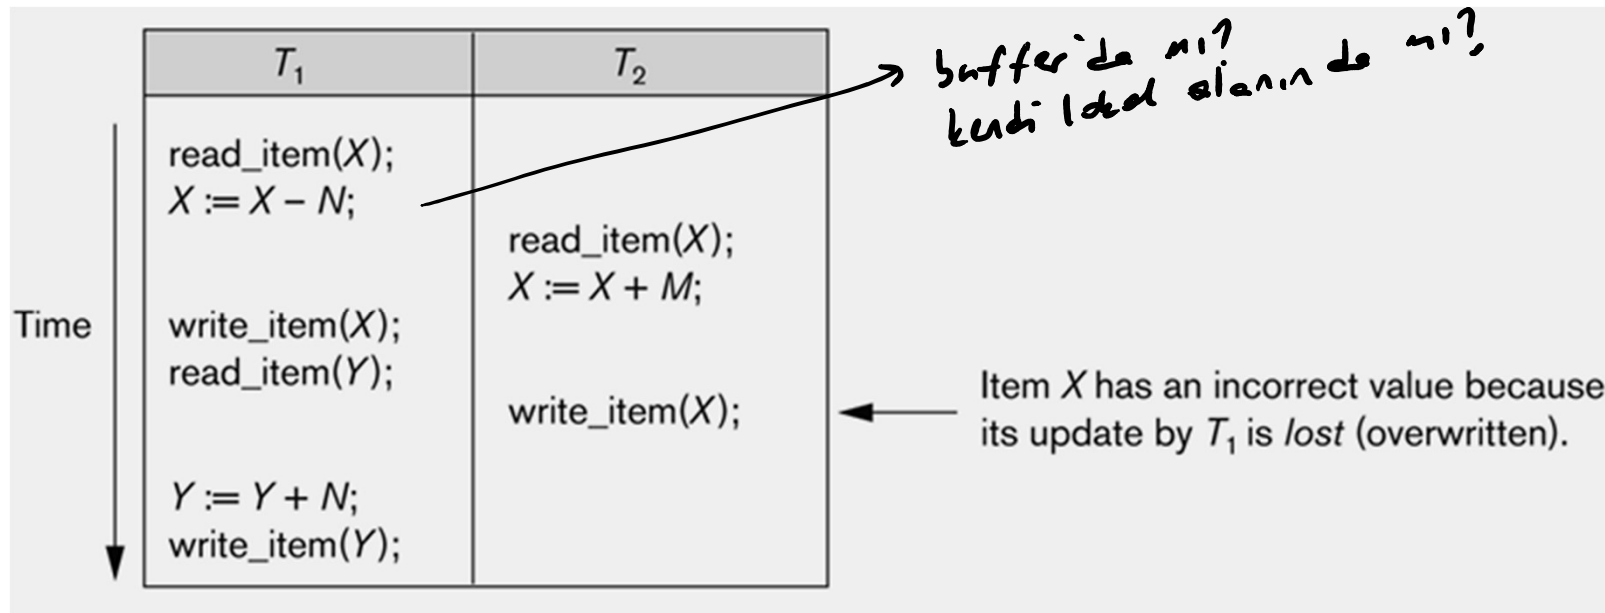 T1 T2
buffer'da mı?
kendi lokal alanında mı?
read_item(X);
X := X – N;
read_item(X);
X := X + M;
Time
write_item(X);
read_item(Y);
write_item(X);
Item X has an incorrect value because
its update by T1 is lost (overwritten).
Y := Y + N;
write_item(Y);